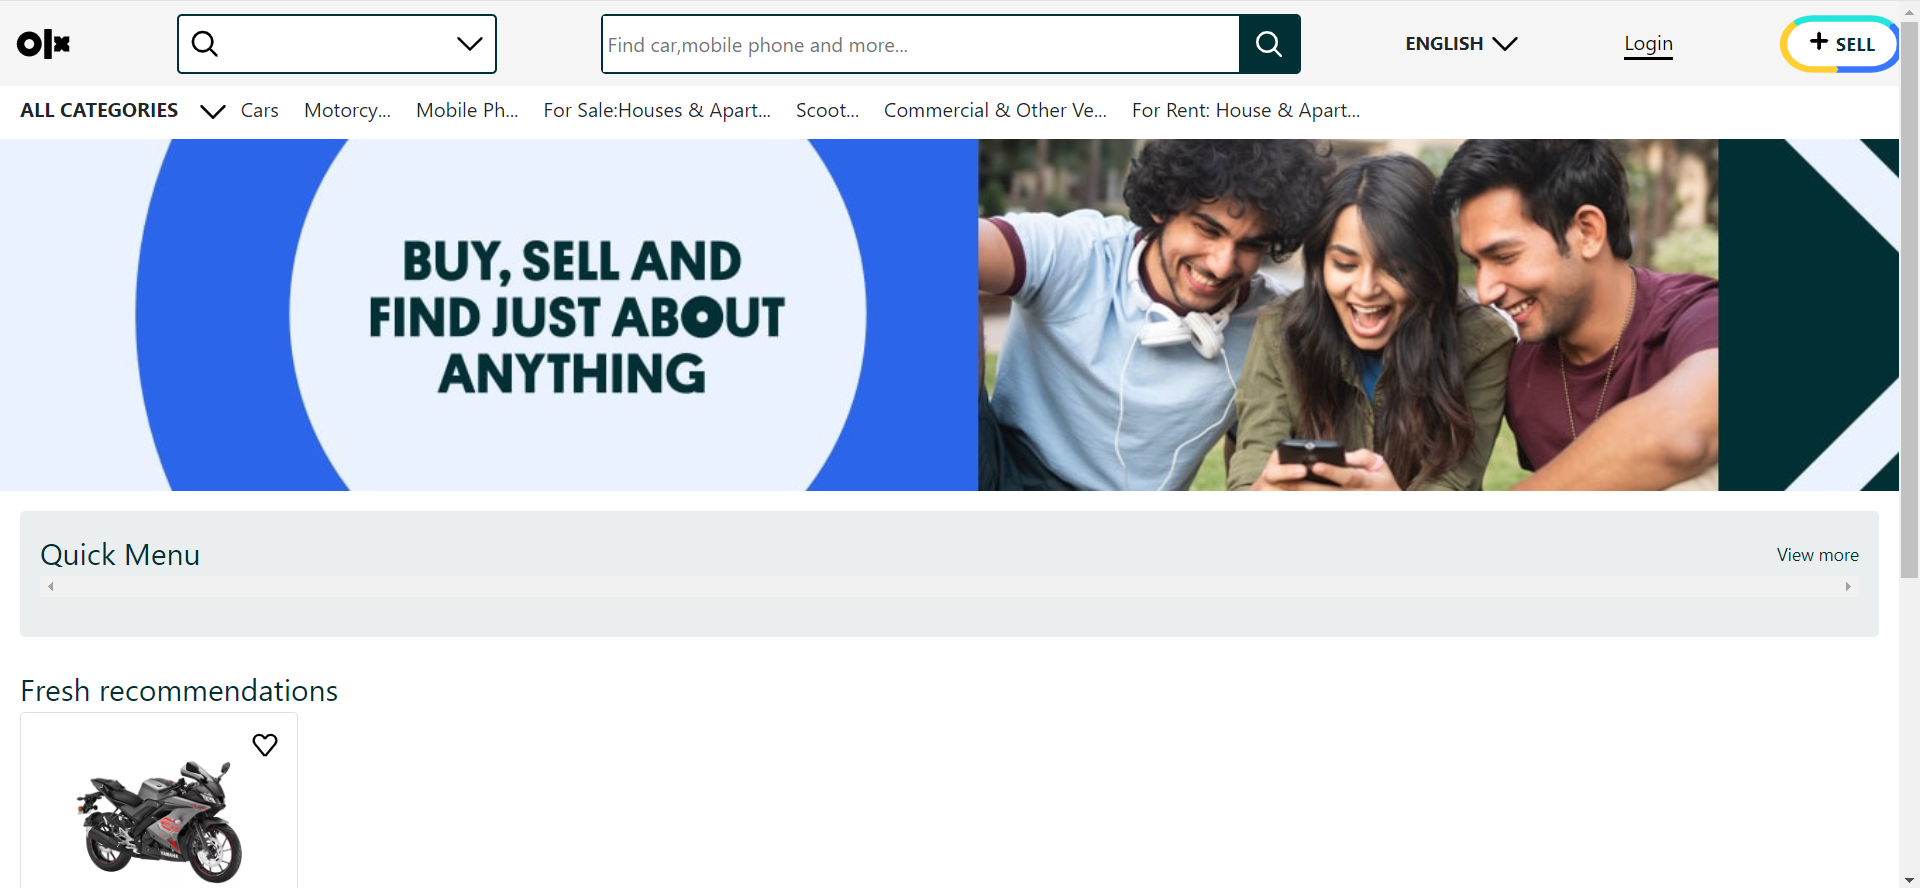 olx
Find car,mobile phone and more...
ENGLISH
Login
+ SELL
ALL CATEGORIES
Cars
Motorcy...
Mobile Ph...
For Sale:Houses & Apart...
Scoot...
Commercial & Other Ve...
For Rent: House & Apart...
BUY, SELL AND
FIND JUST ABOUT
ANYTHING
Quick Menu
View more
Fresh recommendations
YAMAHA